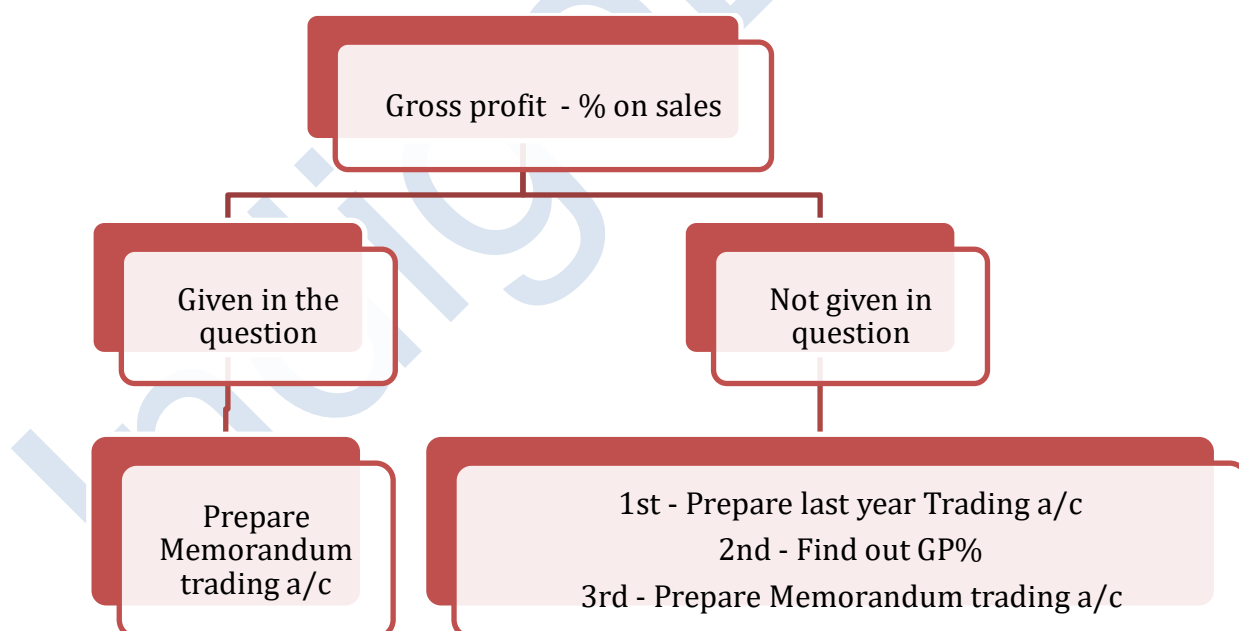 Gross profit - % on sales
Given in the
question
Not given in
question
Prepare
Memorandum
trading a/c
1st - Prepare last year Trading a/c
2nd - Find out GP%
3rd - Prepare Memorandum trading a/c